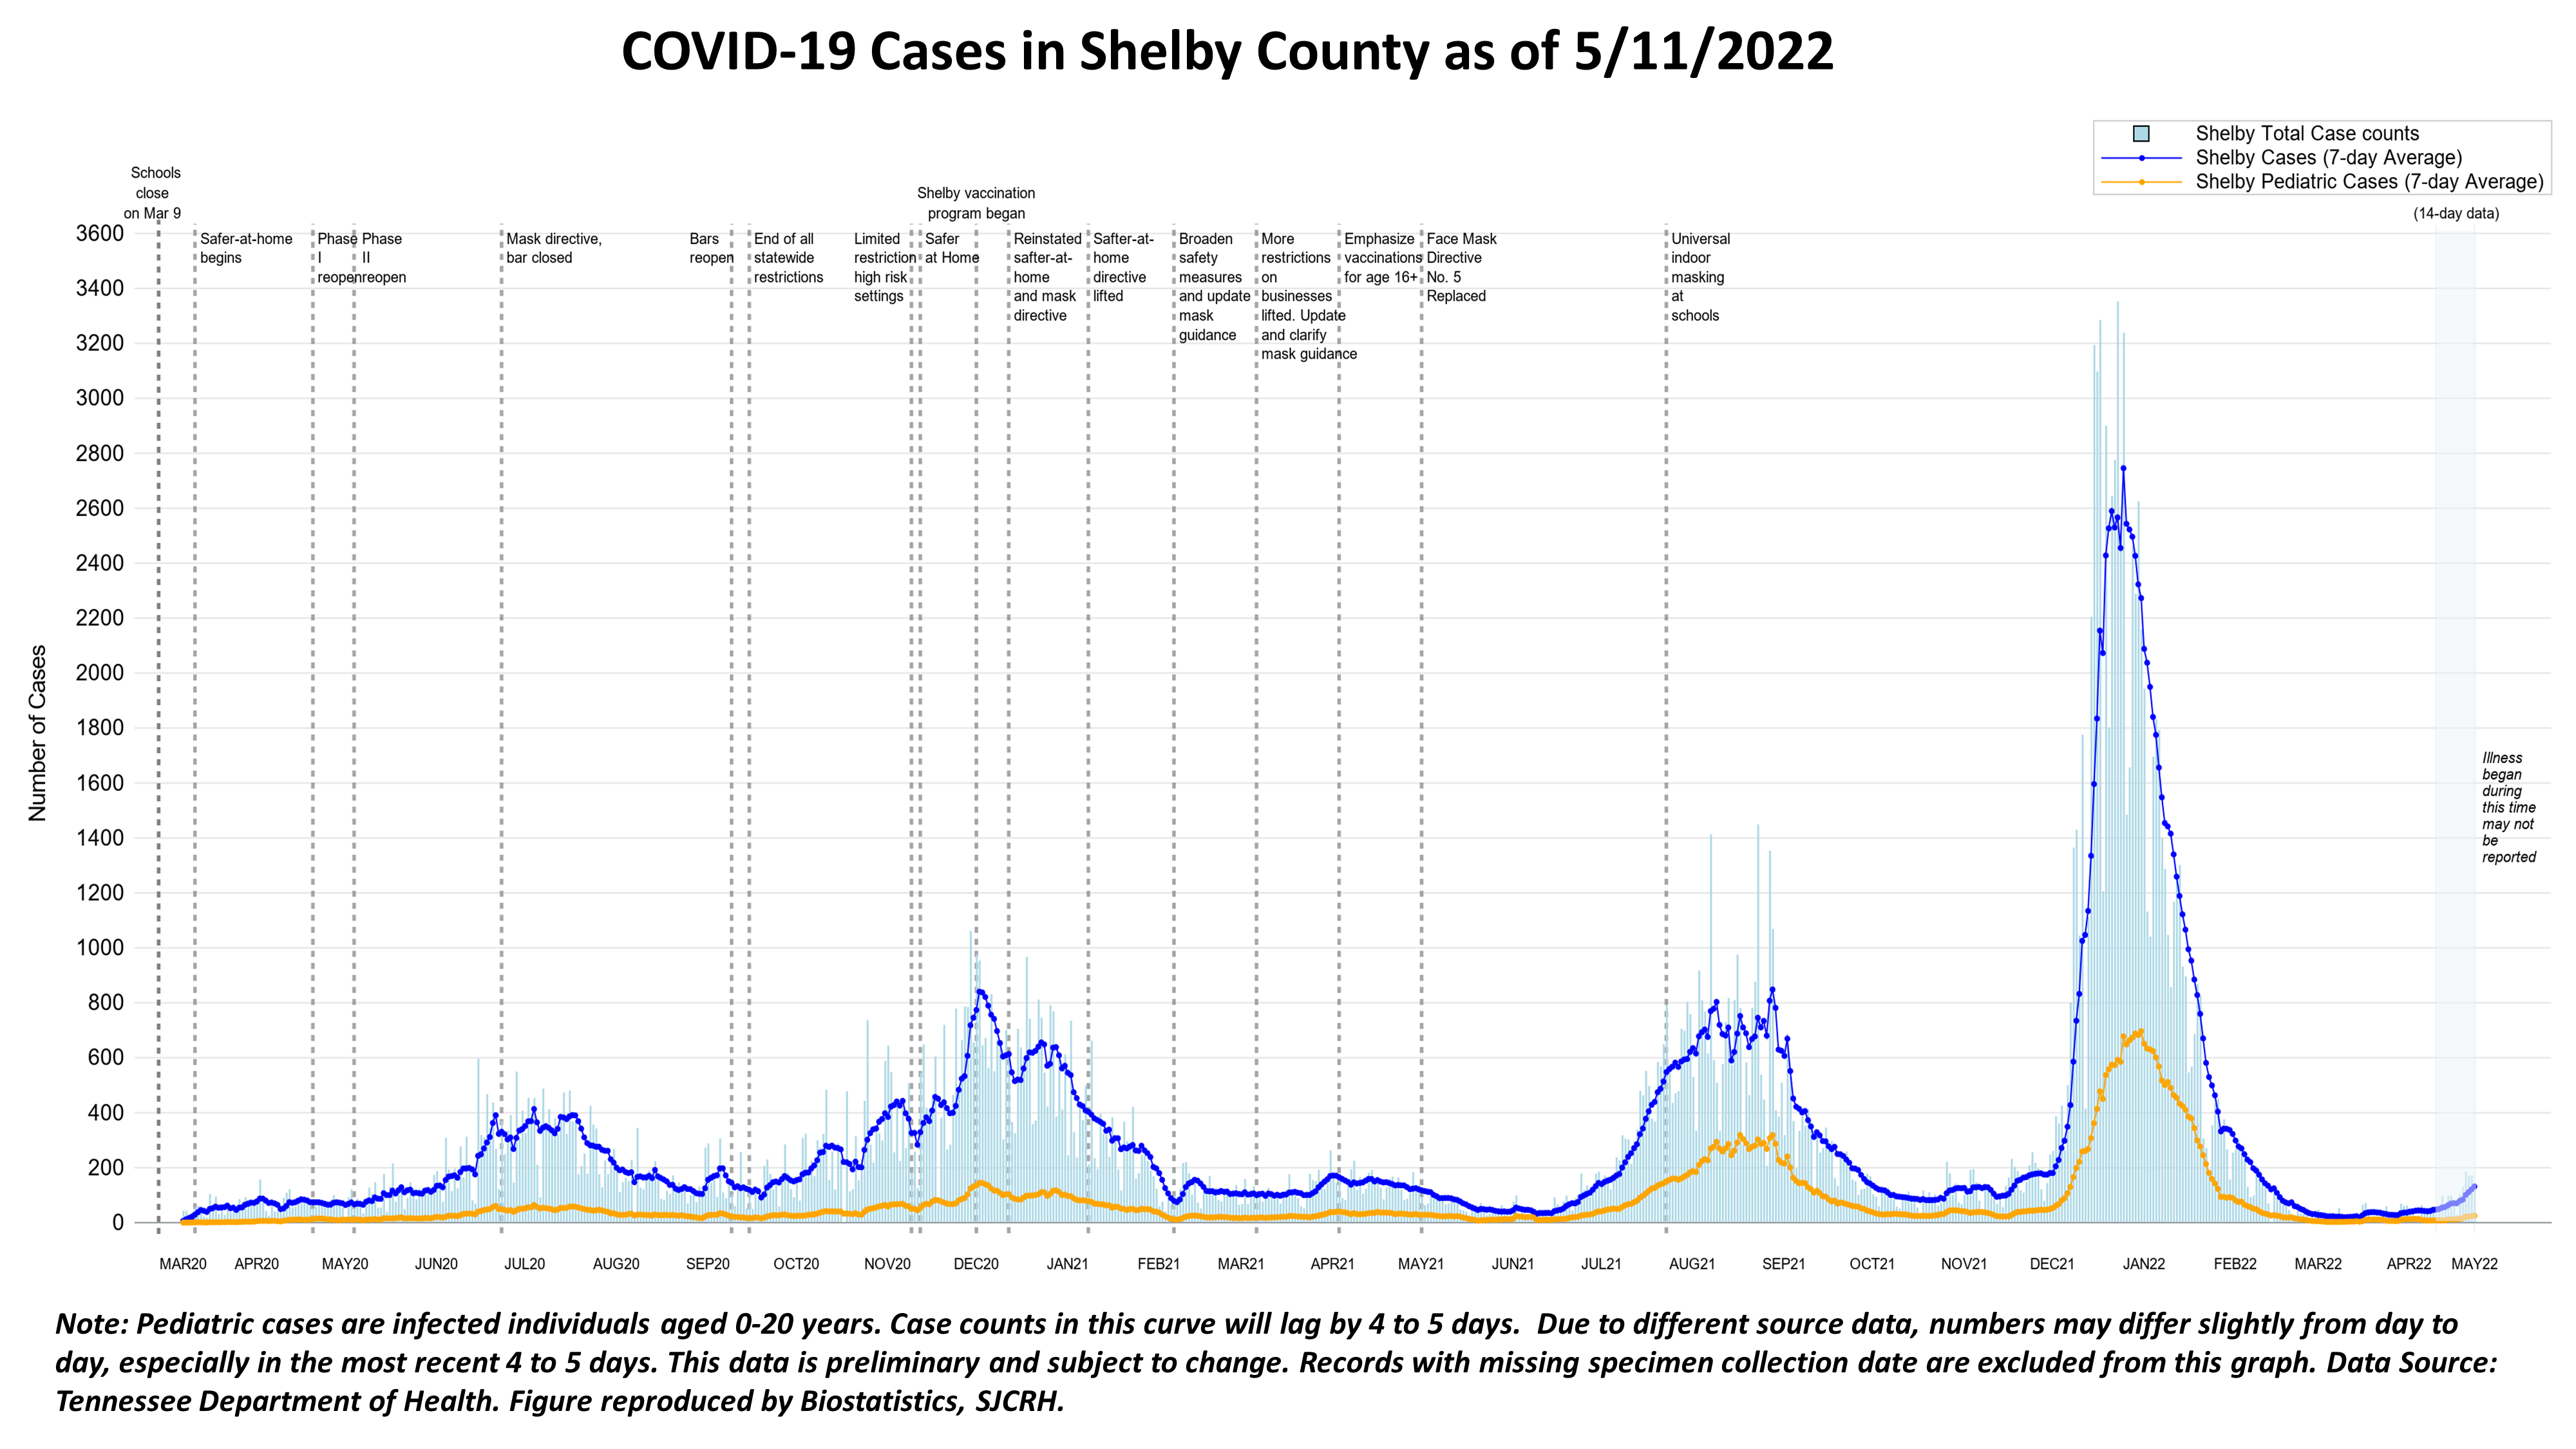 COVID-19 Cases in Shelby County as of 5/11/2022
Shelby Total Case counts
Shelby Cases (7-day Average)
Shelby Pediatric Cases (7-day Average)
(14-day data)
Schools
close
on Mar 9
Shelby vaccination
program began
Safer-at-home
begins
Phase
I
reopen
Phase
II
reopen
Mask directive,
bar closed
Bars
reopen
End of all
statewide
restrictions
Limited
restriction
high risk
settings
Safer
at Home
Reinstated
safter-at-
home
and mask
directive
Safter-at-
home
directive
lifted
Broaden
safety
measures
and update
mask
guidance
More
restrictions
on
businesses
lifted. Update
and clarify
mask guidance
Emphasize
vaccinations
for age 16+
Face Mask
Directive
No. 5
Replaced
Universal
indoor
masking
at
schools
3600
3400
3200
3000
2800
2600
2400
2200
2000
1800
1600
1400
1200
1000
800
600
400
200
0
Number of Cases
Illness
began
during
this time
may not
be
reported
MAR20 APR20 MAY20 JUN20 JUL20 AUG20 SEP20 OCT20 NOV20 DEC20 JAN21 FEB21 MAR21 APR21 MAY21 JUN21 JUL21 AUG21 SEP21 OCT21 NOV21 DEC21 JAN22 FEB22 MAR22 APR22 MAY22
Note: Pediatric cases are infected individuals aged 0-20 years. Case counts in this curve will lag by 4 to 5 days.  Due to different source data, numbers may differ slightly from day to
day, especially in the most recent 4 to 5 days. This data is preliminary and subject to change. Records with missing specimen collection date are excluded from this graph. Data Source:
Tennessee Department of Health. Figure reproduced by Biostatistics, SJCRH.